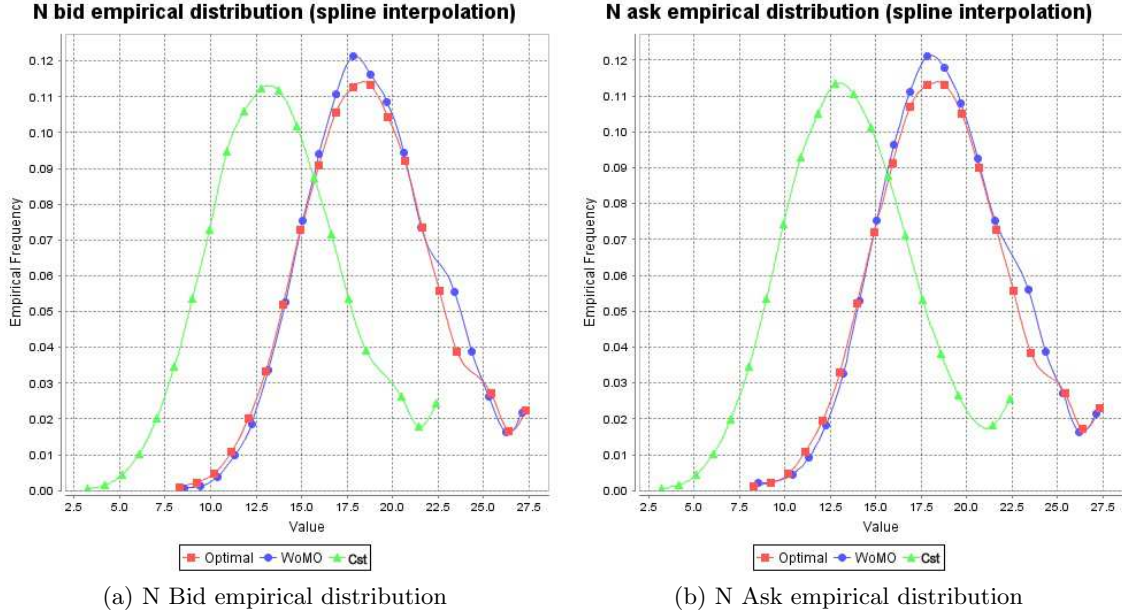 N bid empirical distribution (spline interpolation)
0.12
0.11
0.10
0.09
0.08
0.07
0.06
0.05
0.04
0.03
0.02
0.01
0.00
Empirical Frequency
2.5 5.0 7.5 10.0 12.5 15.0 17.5 20.0 22.5 25.0 27.5
Value
Optimal WoMO Cst
(a) N Bid empirical distribution
N ask empirical distribution (spline interpolation)
0.12
0.11
0.10
0.09
0.08
0.07
0.06
0.05
0.04
0.03
0.02
0.01
0.00
Empirical Frequency
2.5 5.0 7.5 10.0 12.5 15.0 17.5 20.0 22.5 25.0 27.5
Value
Optimal WoMO Cst
(b) N Ask empirical distribution